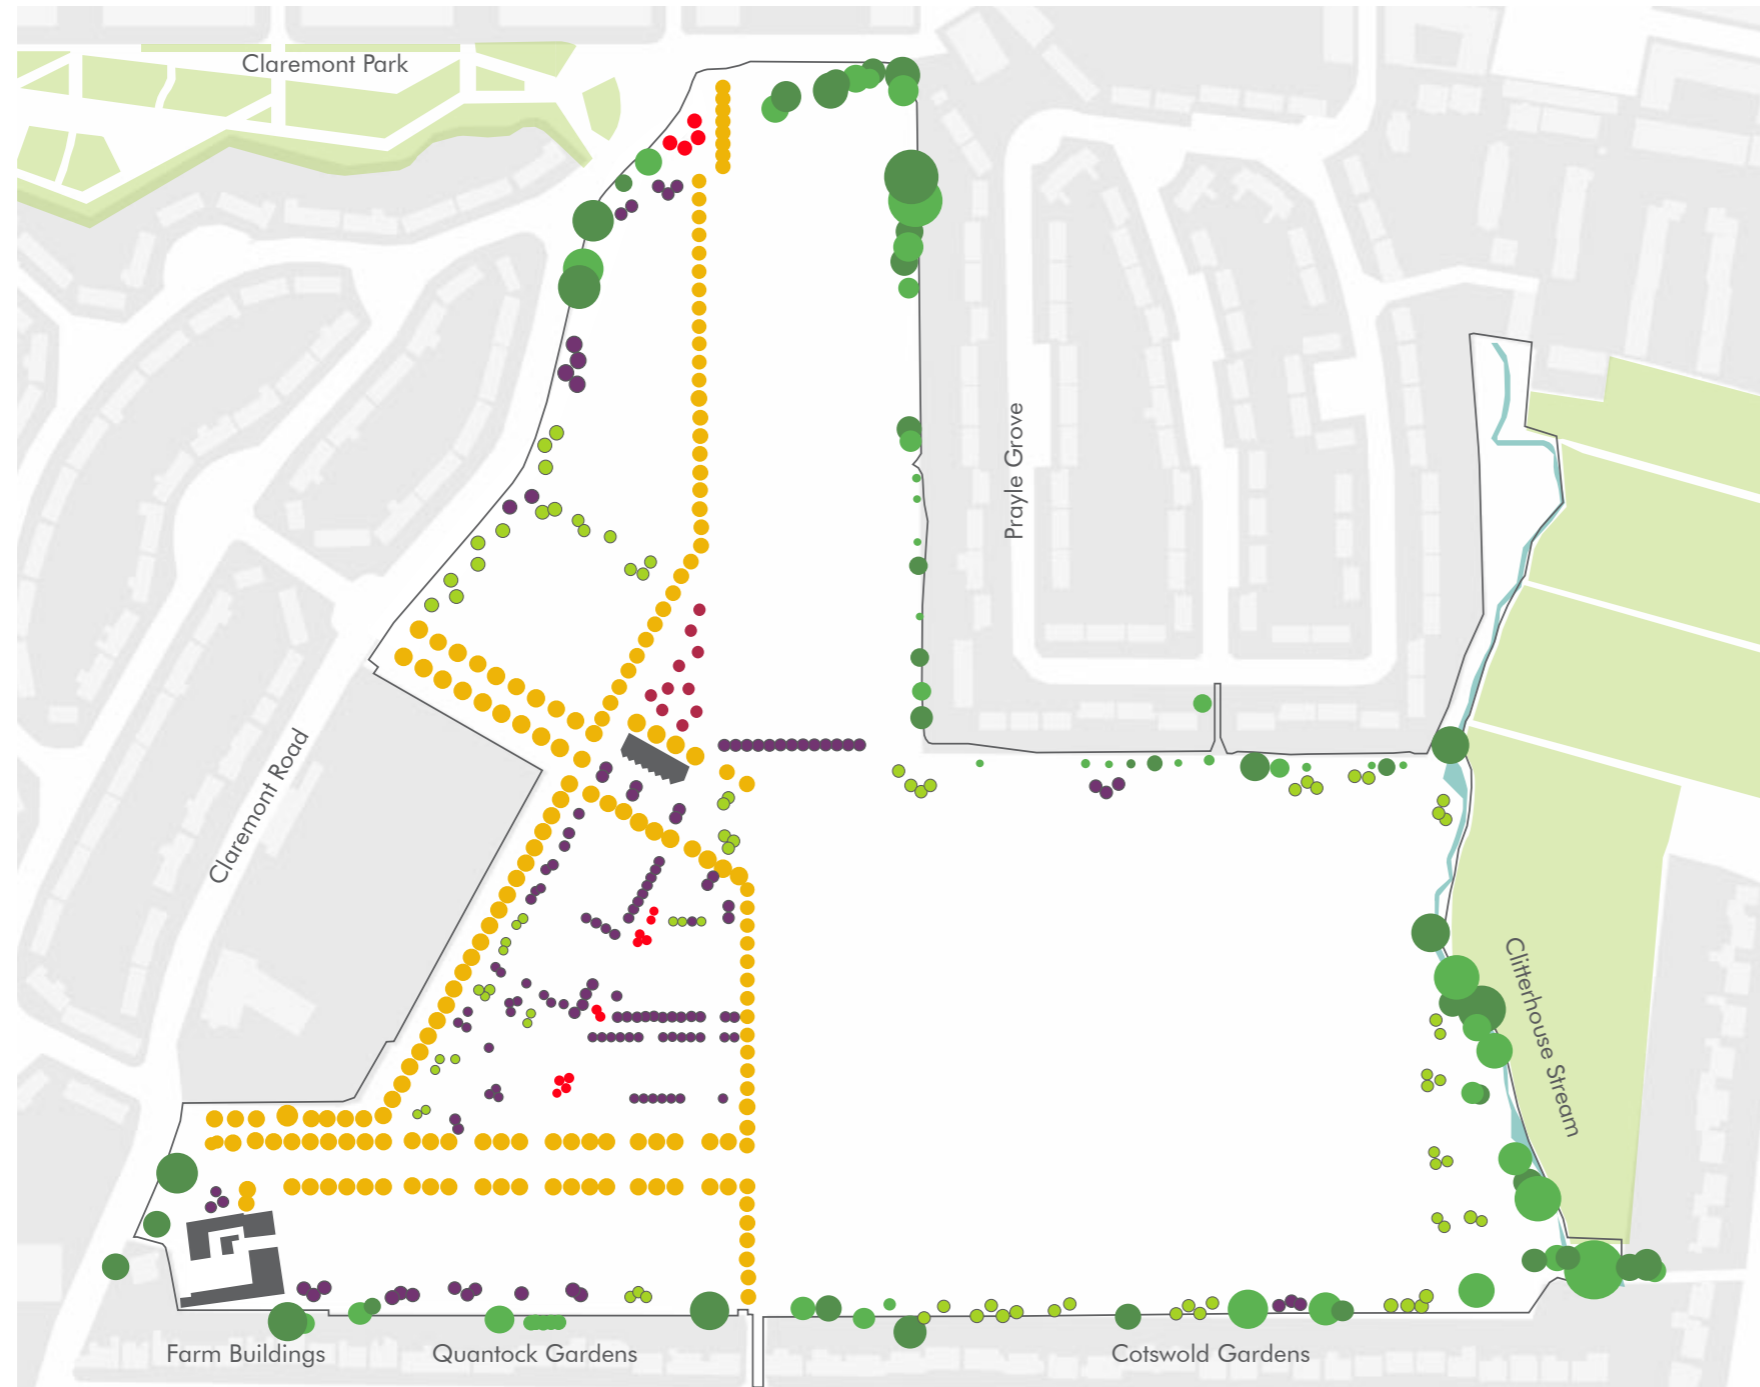 Claremont Park
Prayle Grove
Claremont Road
Clitterhouse Stream
Farm Buildings
Quantock Gardens
Cotswold Gardens